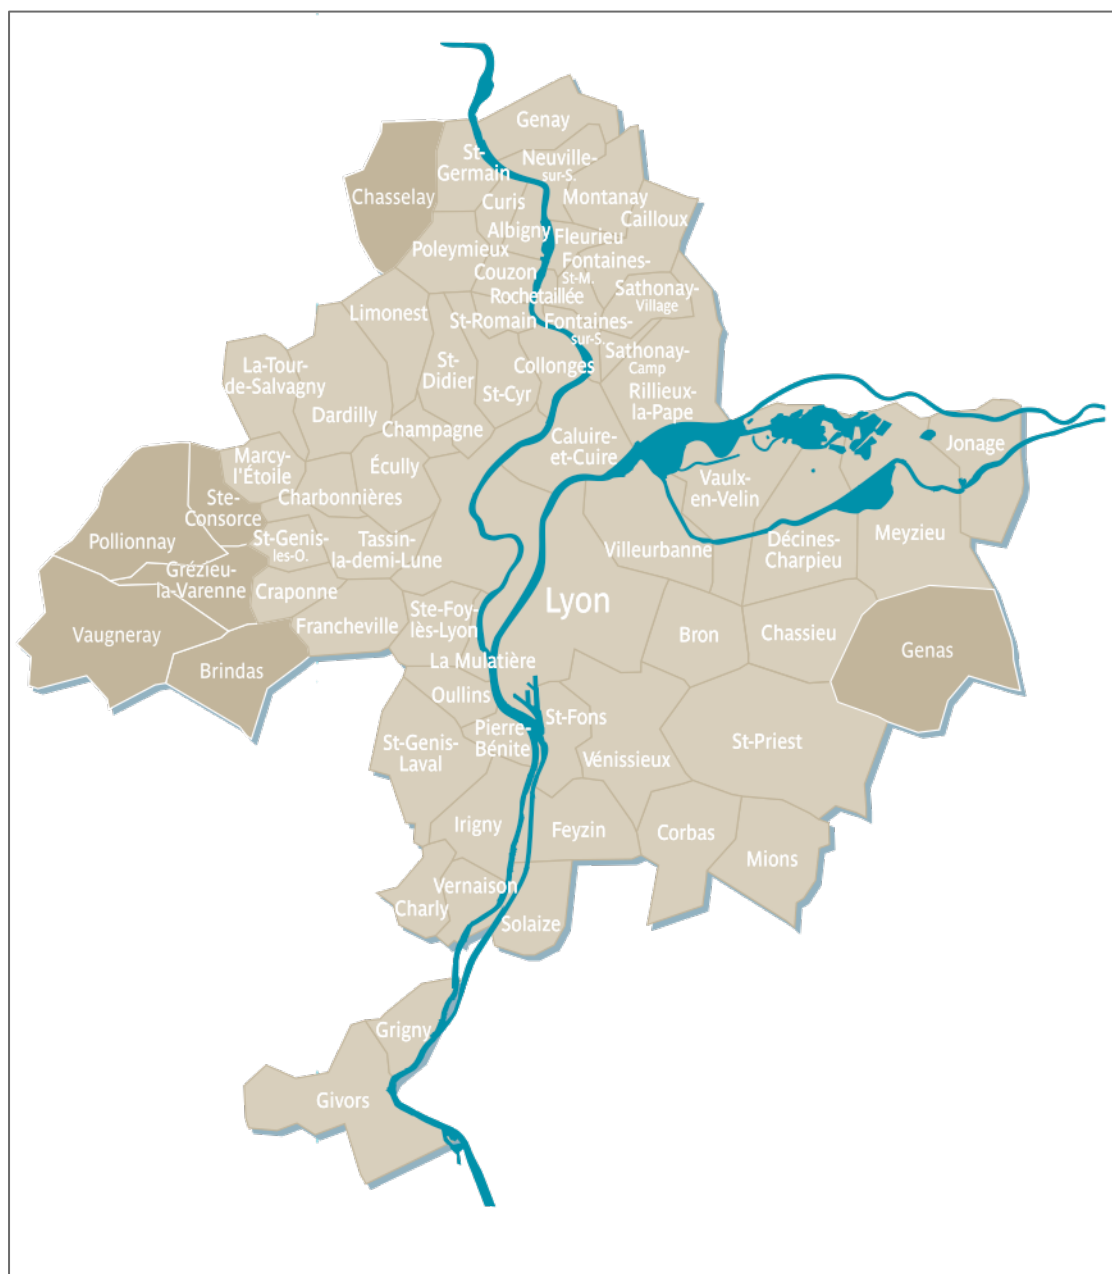 Genay
St-
Germain
Neuville-
sur-S.
Chasselay
Curis
Montanay
Cailloux
Albigny
Fleurieu
Poleymieux
Couzon
Fontaines-
St-M.
Rochetaillée
Sathonay-
Village
Limonest
St-Romain
Fontaines-
sur-S.
La-Tour-
de-Salvagny
St-
Didier
Collonges
Sathonay-
Camp
St-Cyr
Rillieux-
la-Pape
Dardilly
Champagne
Caluire-
et-Cuire
Jonage
Marcy-
l'Étoile
Écully
Vaulx-
en-Velin
Ste-
Consorce
Charbonnières
Pollionnay
St-Genis-
les-O.
Tassin-
la-demi-Lune
Villeurbanne
Décines-
Charpieu
Meyzieu
Grézieu-
la-Varenne
Craponne
Lyon
Vaugneray
Francheville
Ste-Foy-
lès-Lyon
Bron
Chassieu
Genas
Brindas
La Mulatière
Oullins
St-Fons
Pierre-
Bénite
St-Genis-
Laval
St-Priest
Vénissieux
Irigny
Feyzin
Corbas
Mions
Vernaison
Charly
Solaize
Grigny
Givors